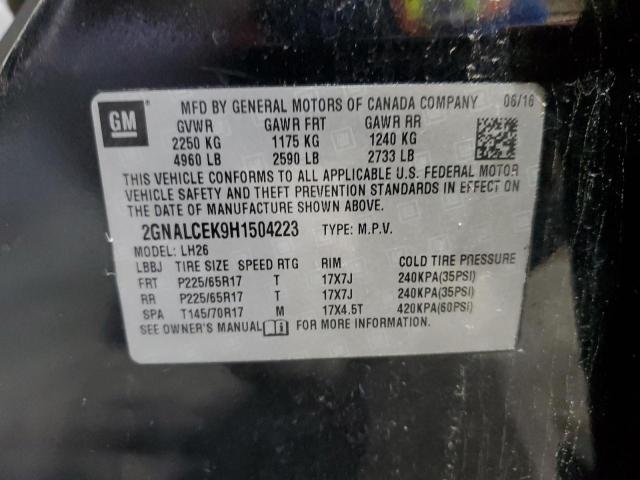 GM
MFD BY GENERAL MOTORS OF CANADA COMPANY 06/16
GVWR GAWR FRT GAWR RR
2250 KG 1175 KG 1240 KG
4960 LB 2590 LB 2733 LB
THIS VEHICLE CONFORMS TO ALL APPLICABLE U.S. FEDERAL MOTOR
VEHICLE SAFETY AND THEFT PREVENTION STANDARDS IN EFFECT ON
THE DATE OF MANUFACTURE SHOWN ABOVE.
2GNALCEK9H1504223 TYPE: M.P.V.
MODEL: LH26
LBBJ TIRE SIZE SPEED RTG RIM COLD TIRE PRESSURE
FRT P225/65R17 T 17X7J 240KPA(35PSI)
RR P225/65R17 T 17X7J 240KPA(35PSI)
SPA T145/70R17 M 17X4.5T 420KPA(60PSI)
SEE OWNER'S MANUAL FOR MORE INFORMATION.